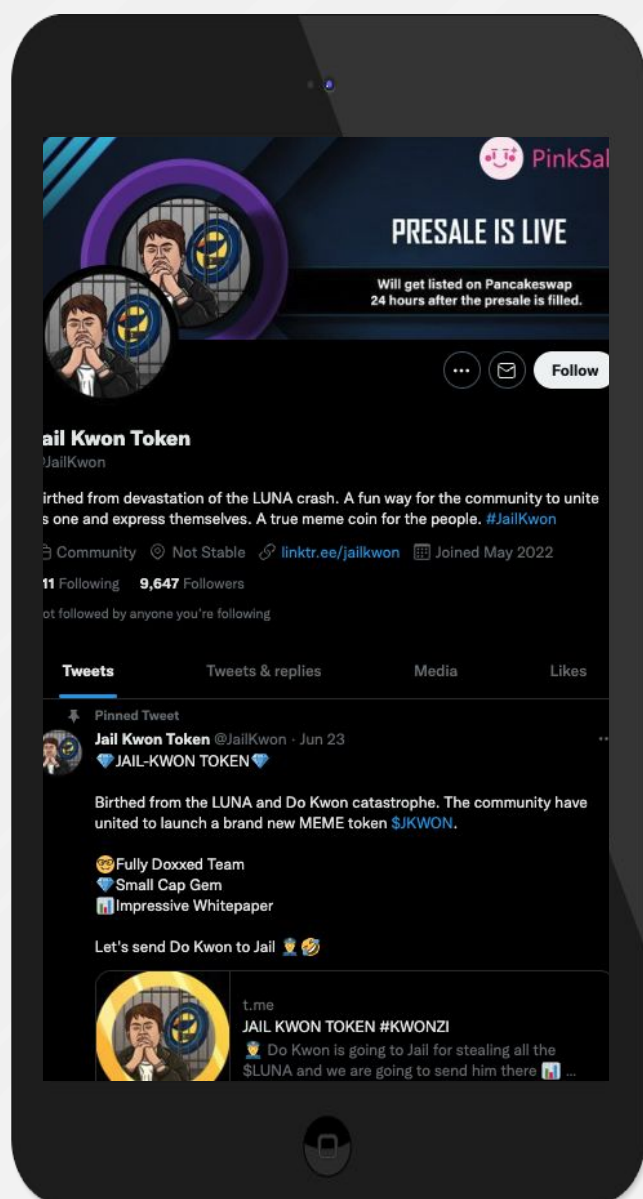 PinkSal
PRESALE IS LIVE
Will get listed on Pancakeswap
24 hours after the presale is filled.
Follow
ail Kwon Token
@JailKwon
irthed from devastation of the LUNA crash. A fun way for the community to unite
s one and express themselves. A true meme coin for the people. #JailKwon
Community Not Stable linktr.ee/jailkwon Joined May 2022
11 Following 9,647 Followers
ot followed by anyone you're following
Tweets Tweets & replies Media Likes
Pinned Tweet
Jail Kwon Token @JailKwon · Jun 23
💎JAIL-KWON TOKEN💎
Birthed from the LUNA and Do Kwon catastrophe. The community have
united to launch a brand new MEME token $JKWON.
🤓Fully Doxxed Team
💎Small Cap Gem
📊Impressive Whitepaper
Let's send Do Kwon to Jail 👮🤣
t.me
JAIL KWON TOKEN #KWONZI
👮 Do Kwon is going to Jail for stealing all the
$LUNA and we are going to send him there 📊 ...